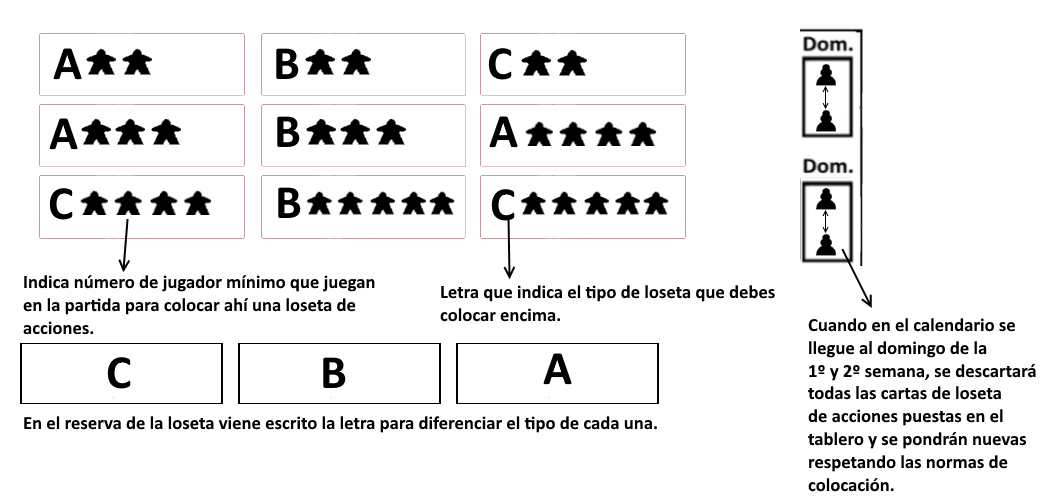 A
B
C
Dom.
A
B
A
Dom.
C
B
C
Indica número de jugador mínimo que juegan
en la partida para colocar ahí una loseta de
acciones.
Letra que indica el tipo de loseta que debes
colocar encima.
C
B
A
En el reserva de la loseta viene escrito la letra para diferenciar el tipo de cada una.
Cuando en el calendario se
llegue al domingo de la
1º y 2º semana, se descartará
todas las cartas de loseta
de acciones puestas en el
tablero y se pondrán nuevas
respetando las normas de
colocación.